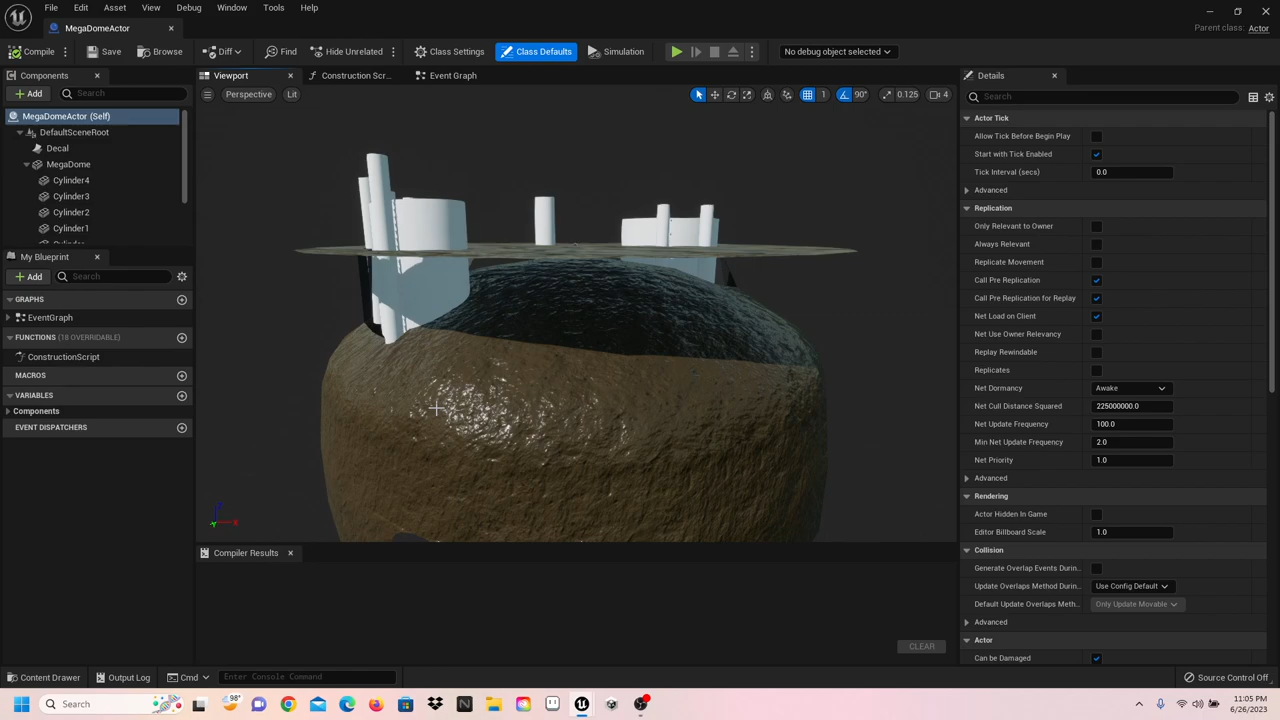 File Edit Asset View Debug Window Tools Help
MegaDomeActor
Parent class: Actor
Compile Save Browse Diff Find Hide Unrelated Class Settings Class Defaults Simulation No debug object selected
Components
Add Search
MegaDomeActor (Self)
DefaultSceneRoot
Decal
MegaDome
Cylinder4
Cylinder3
Cylinder2
Cylinder1
My Blueprint
Add Search
GRAPHS
EventGraph
FUNCTIONS (18 OVERRIDABLE)
ConstructionScript
MACROS
VARIABLES
Components
EVENT DISPATCHERS
Viewport Construction Scr... Event Graph
Perspective Lit 1 90° 0.125 4
Z
X
Y
Compiler Results
CLEAR
Details
Search
Actor Tick
Allow Tick Before Begin Play
Start with Tick Enabled
Tick Interval (secs) 0.0
Advanced
Replication
Only Relevant to Owner
Always Relevant
Replicate Movement
Call Pre Replication
Call Pre Replication for Replay
Net Load on Client
Net Use Owner Relevancy
Replay Rewindable
Replicates
Net Dormancy Awake
Net Cull Distance Squared 225000000.0
Net Update Frequency 100.0
Min Net Update Frequency 2.0
Net Priority 1.0
Advanced
Rendering
Actor Hidden In Game
Editor Billboard Scale 1.0
Collision
Generate Overlap Events Durin..
Update Overlaps Method Durin.. Use Config Default
Default Update Overlaps Meth.. Only Update Movable
Advanced
Actor
Can be Damaged
Content Drawer Output Log Cmd Enter Console Command Source Control Off
Search 98° 11:05 PM
6/26/2023